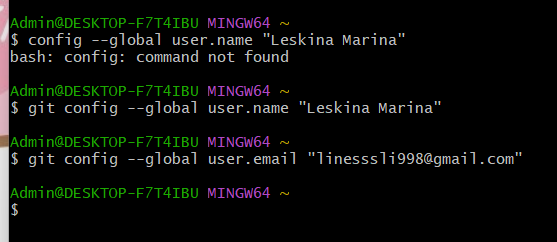 Admin@DESKTOP-F7T4IBU MINGW64 ~
$ config --global user.name "Leskina Marina"
bash: config: command not found
Admin@DESKTOP-F7T4IBU MINGW64 ~
$ git config --global user.name "Leskina Marina"
Admin@DESKTOP-F7T4IBU MINGW64 ~
$ git config --global user.email "linesssli998@gmail.com"
Admin@DESKTOP-F7T4IBU MINGW64 ~
$